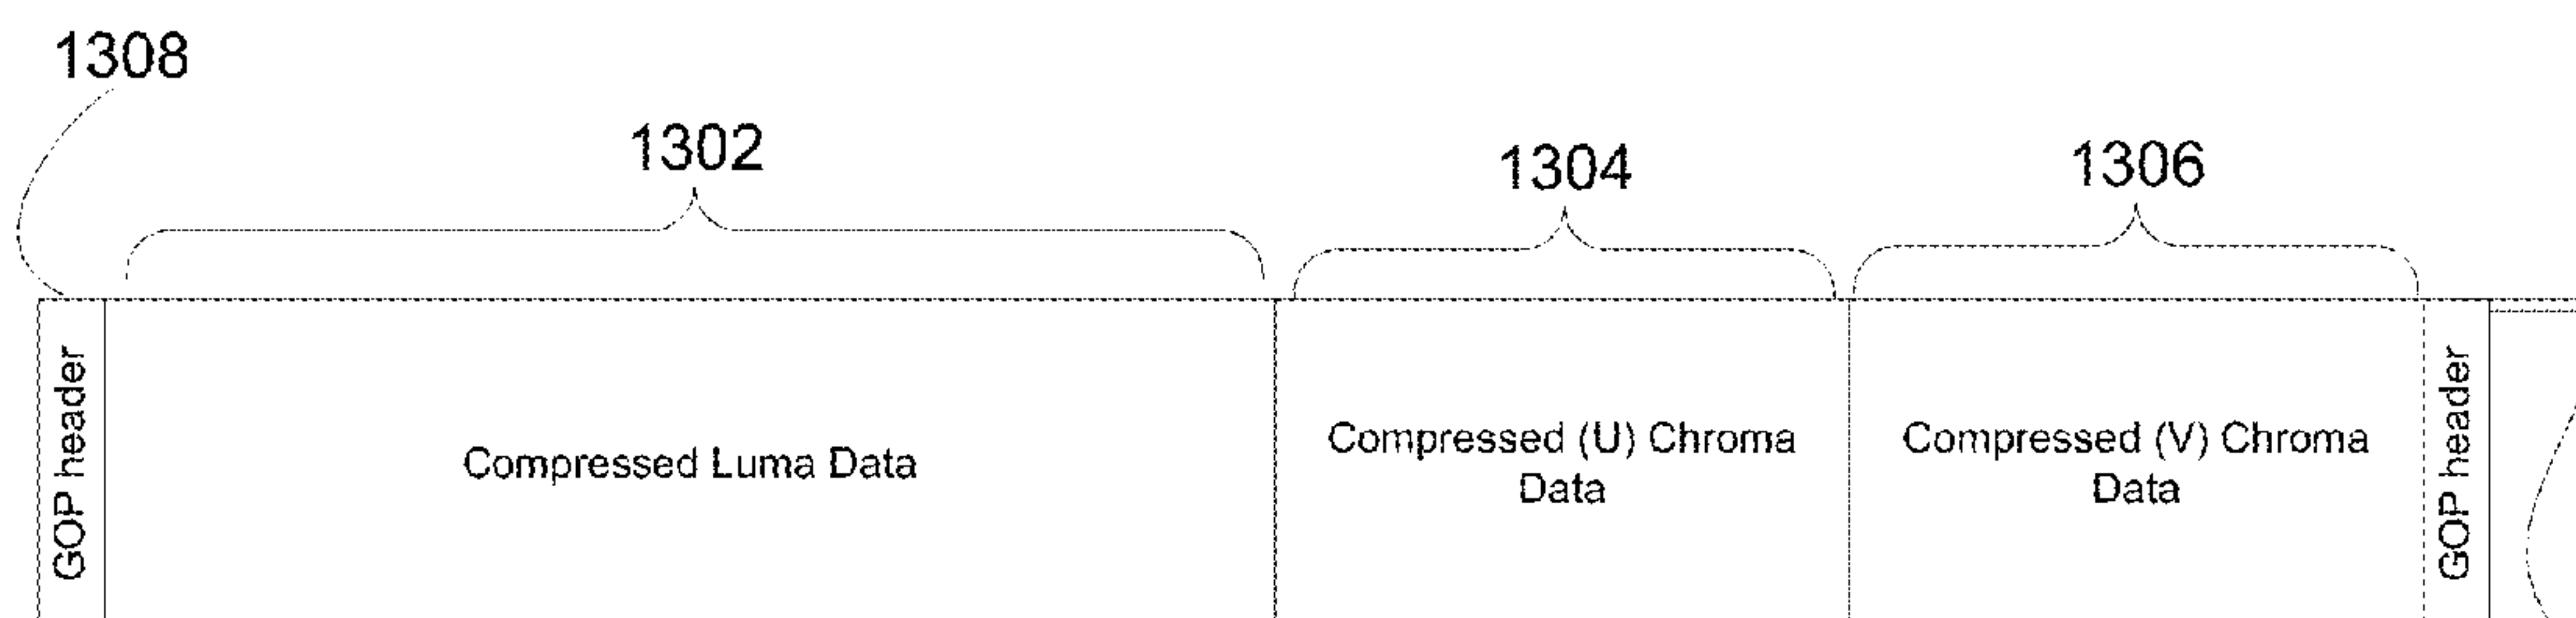 1308
1302
1304
1306
GOP header
Compressed Luma Data
Compressed (U) Chroma
Data
Compressed (V) Chroma
Data
GOP header